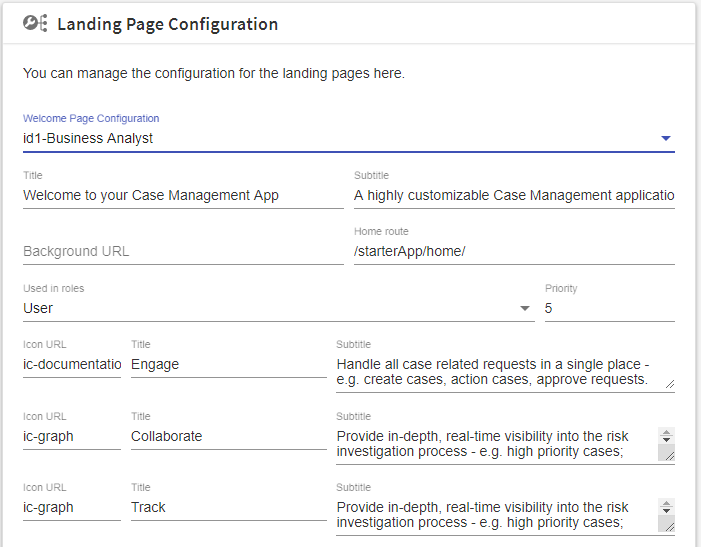 Landing Page Configuration
You can manage the configuration for the landing pages here.
Welcome Page Configuration
id1-Business Analyst
Title Subtitle
Welcome to your Case Management App A highly customizable Case Management applicatio
Home route
Background URL /starterApp/home/
Used in roles Priority
User 5
Icon URL Title Subtitle
ic-documentatio Engage Handle all case related requests in a single place -
e.g. create cases, action cases, approve requests.
Icon URL Title Subtitle
ic-graph Collaborate Provide in-depth, real-time visibility into the risk
investigation process - e.g. high priority cases;
Icon URL Title Subtitle
ic-graph Track Provide in-depth, real-time visibility into the risk
investigation process - e.g. high priority cases;